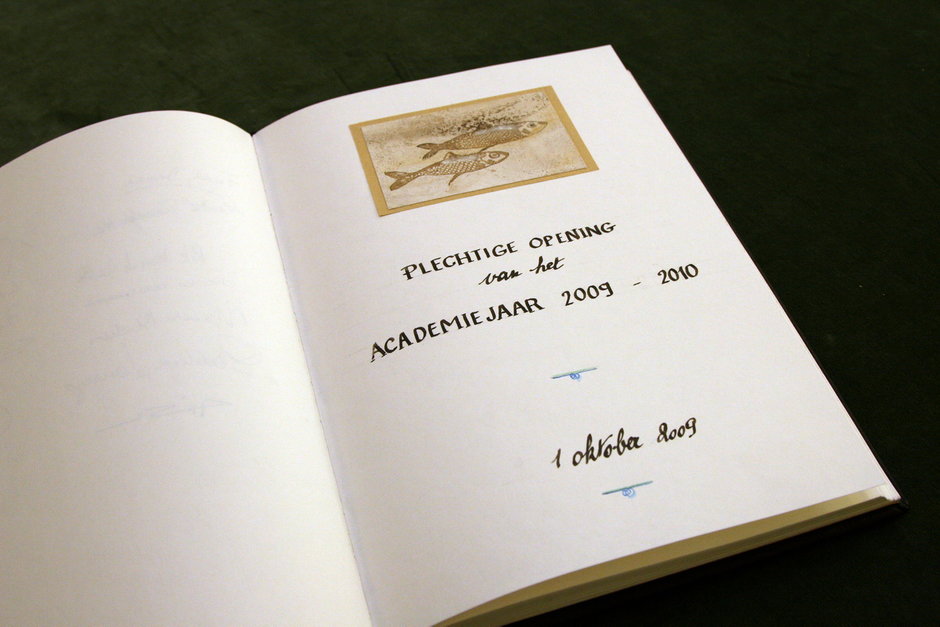 PLECHTIGE OPENING
van het
ACADEMIEJAAR 2009 - 2010
1 oktober 2009